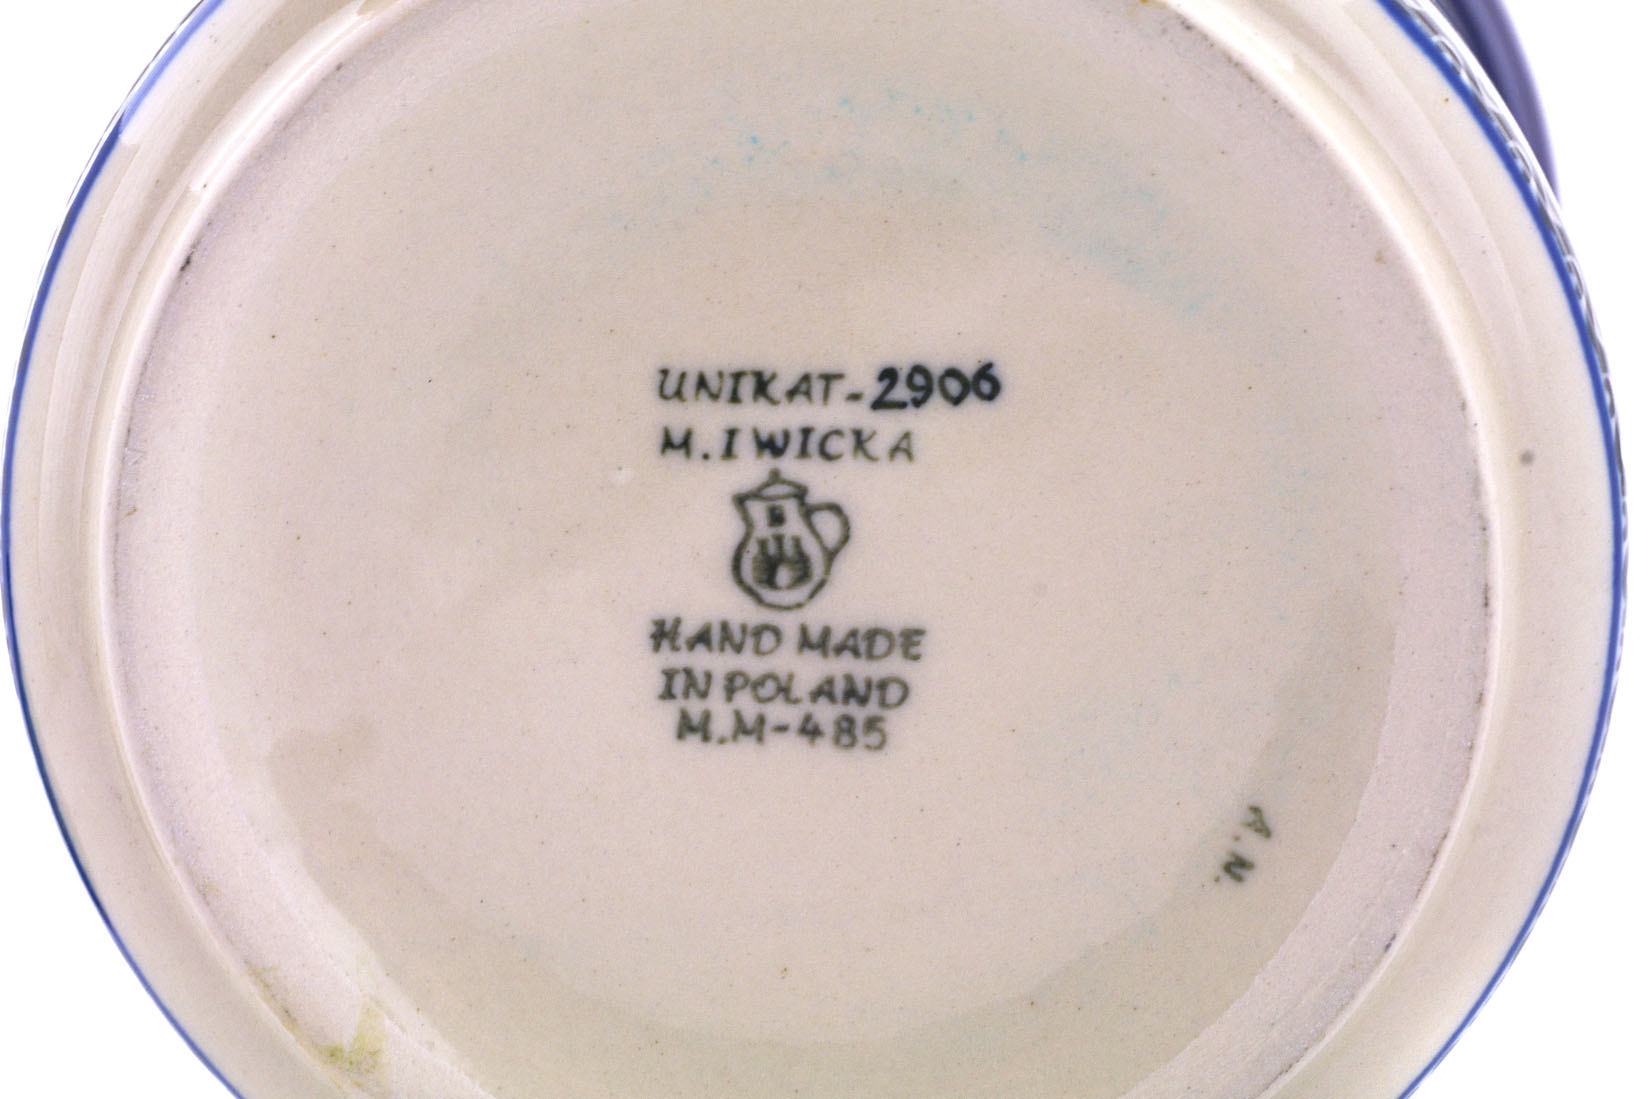 UNIKAT-2906
M.IWICKA
B
HAND MADE
IN POLAND
M.M-485
A.N.